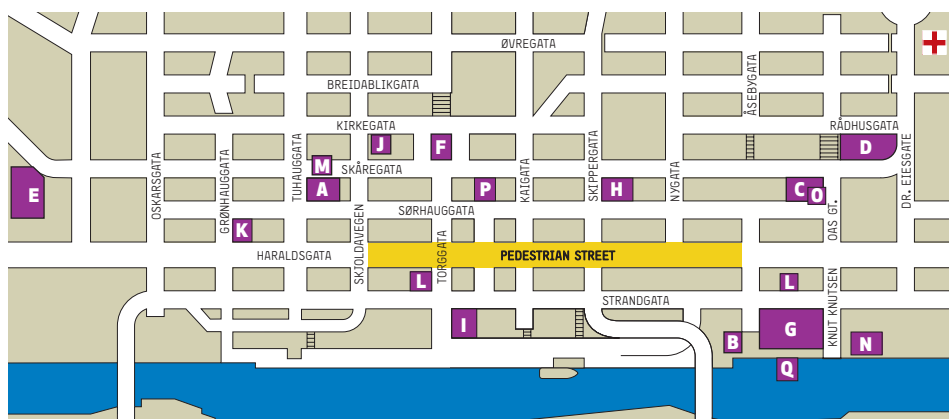 ØVREGATA
BREIDABLIKGATA
ÅSEBYGATA
KIRKEGATA
RÅDHUSGATA
J
F
D
M
SKÅREGATA
TUHAUGGATA
OSKARSGATA
GRØNHAUGGATA
KAIGATA
SKIPPERGATA
NYGATA
DR. EIESGATE
E
A
P
H
C
O
SØRHAUGGATA
OAS GT.
K
HARALDSGATA
SKJOLDAVEGEN
TORGGATA
PEDESTRIAN STREET
L
L
STRANDGATA
KNUT KNUTSEN
I
G
B
N
Q